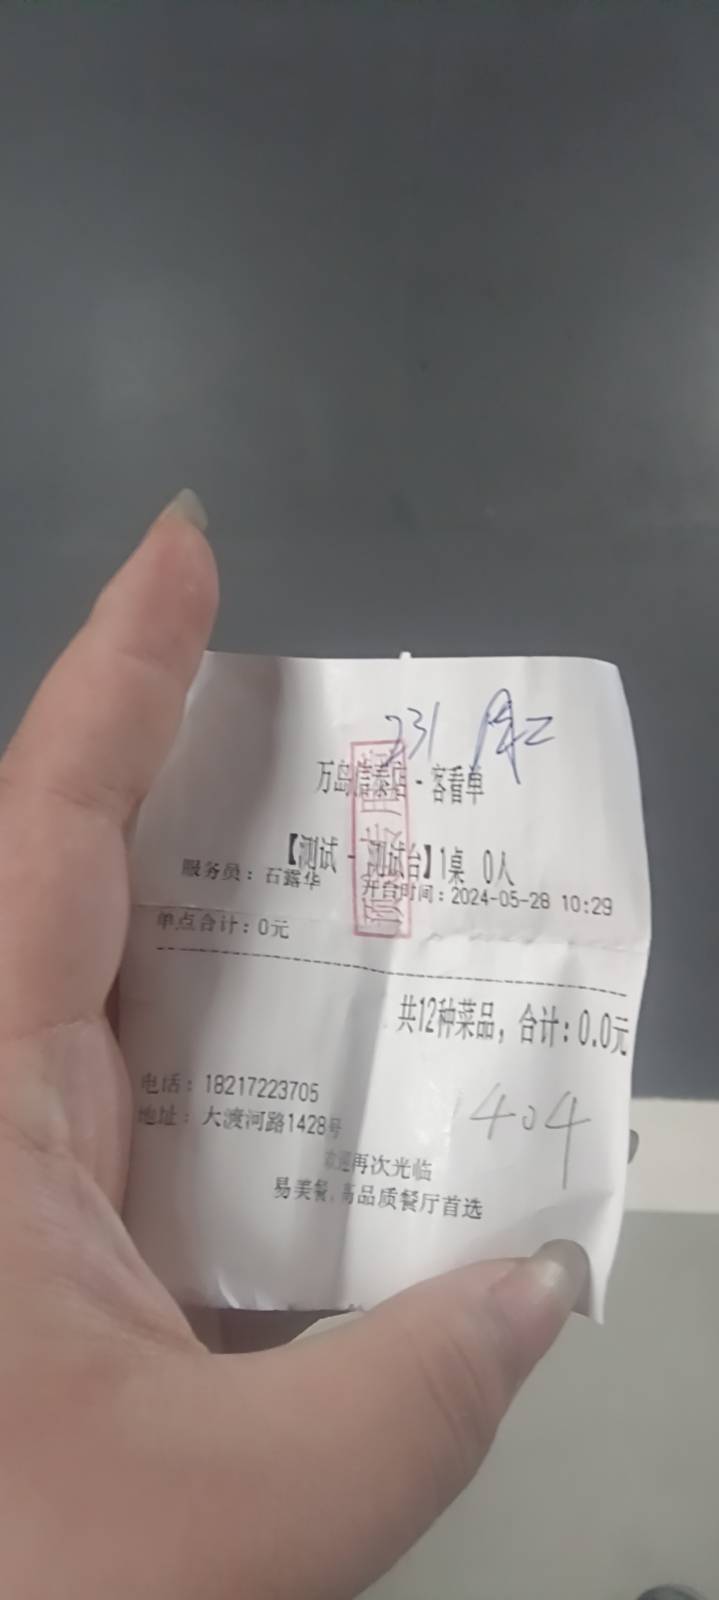 231
万岛信泰店 - 客看单
【测试 - 测试台】1桌 0人
服务员：石露华 开台时间：2024-05-28 10:29
单点合计：0元
共12种菜品，合计：0.0元
电话：18217223705
地址：大渡河路1428号
1404
欢迎再次光临
易美餐,高品质餐厅首选